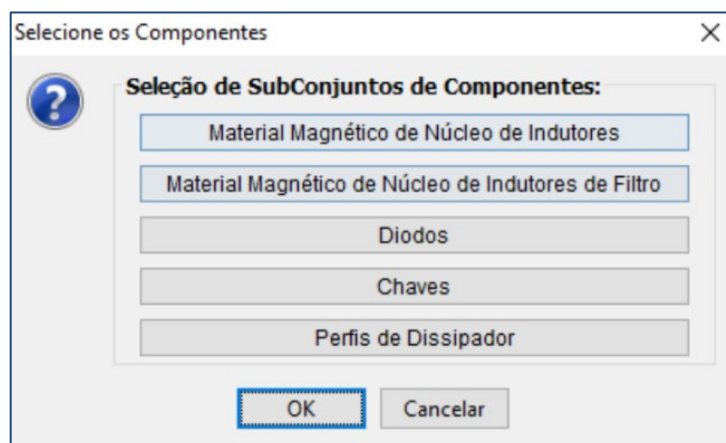 Selecione os Componentes
Seleção de SubConjuntos de Componentes:
Material Magnético de Núcleo de Indutores
Material Magnético de Núcleo de Indutores de Filtro
Diodos
Chaves
Perfis de Dissipador
OK Cancelar